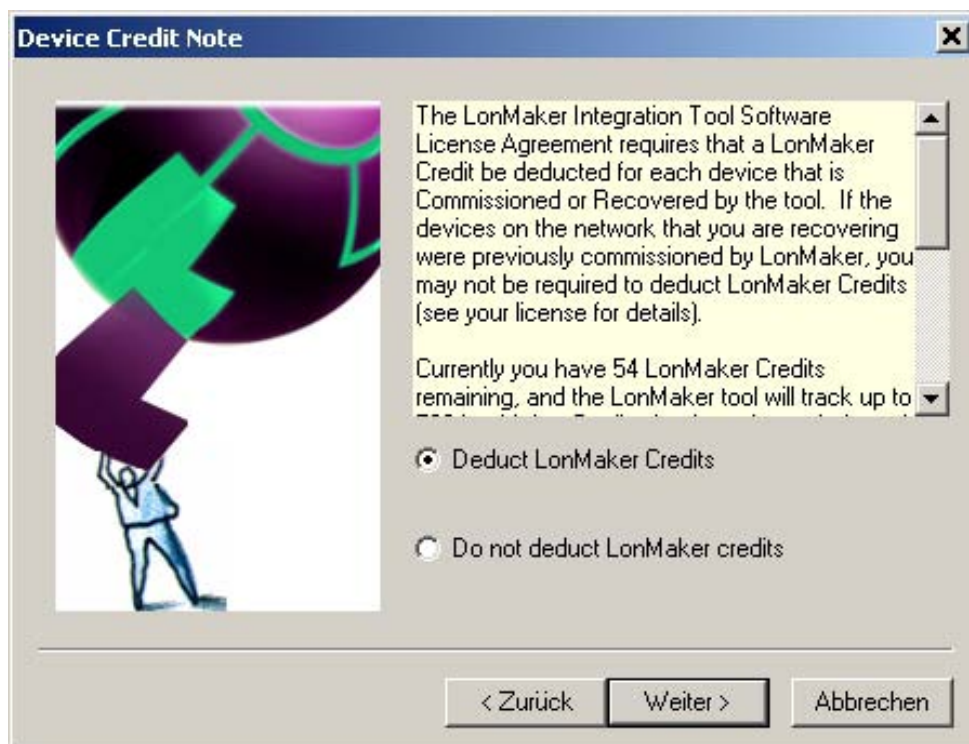 Device Credit Note
The LonMaker Integration Tool Software
License Agreement requires that a LonMaker
Credit be deducted for each device that is
Commissioned or Recovered by the tool.  If the
devices on the network that you are recovering
were previously commissioned by LonMaker, you
may not be required to deduct LonMaker Credits
(see your license for details).
Currently you have 54 LonMaker Credits
remaining, and the LonMaker tool will track up to
Deduct LonMaker Credits
Do not deduct LonMaker credits
< Zurück
Weiter >
Abbrechen